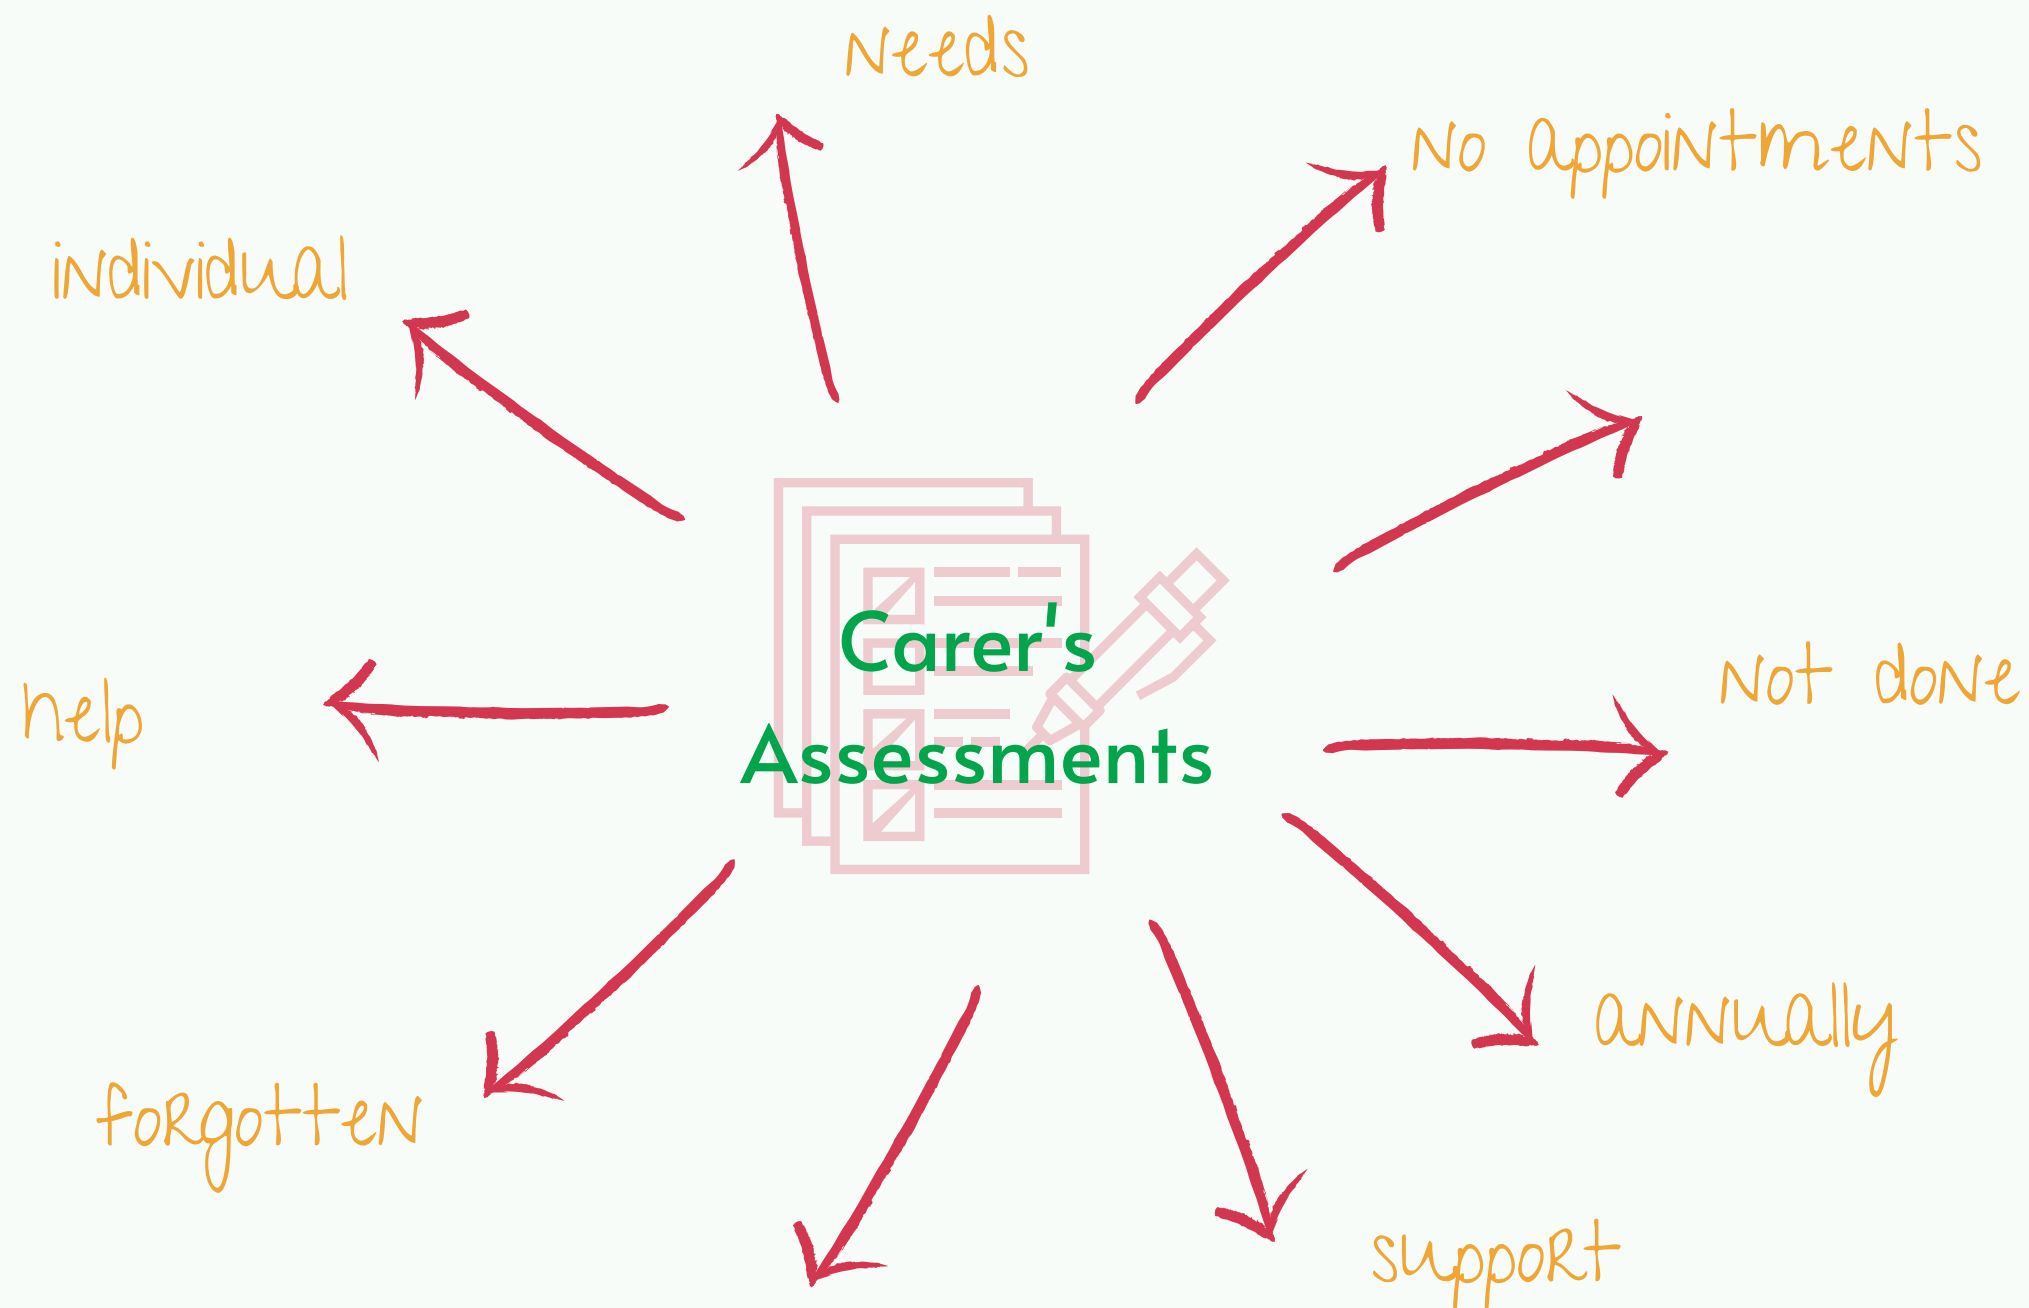 Needs
No appointments
individual
Carer's
Assessments
Not done
help
annually
forgotten
support